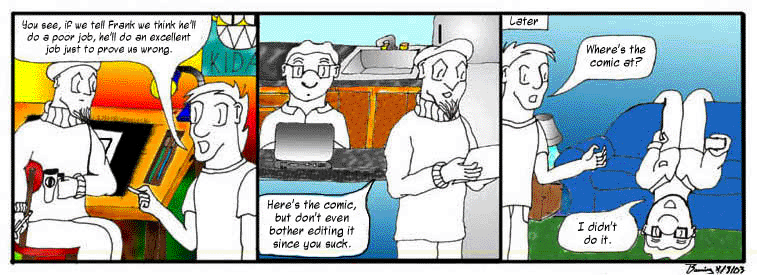 You see, if we tell Frank we think he'll
do a poor job, he'll do an excellent
job just to prove us wrong.
KIDA
Here's the comic,
but don't even
bother editing it
since you suck.
Later
Where's the
comic at?
I didn't
do it.